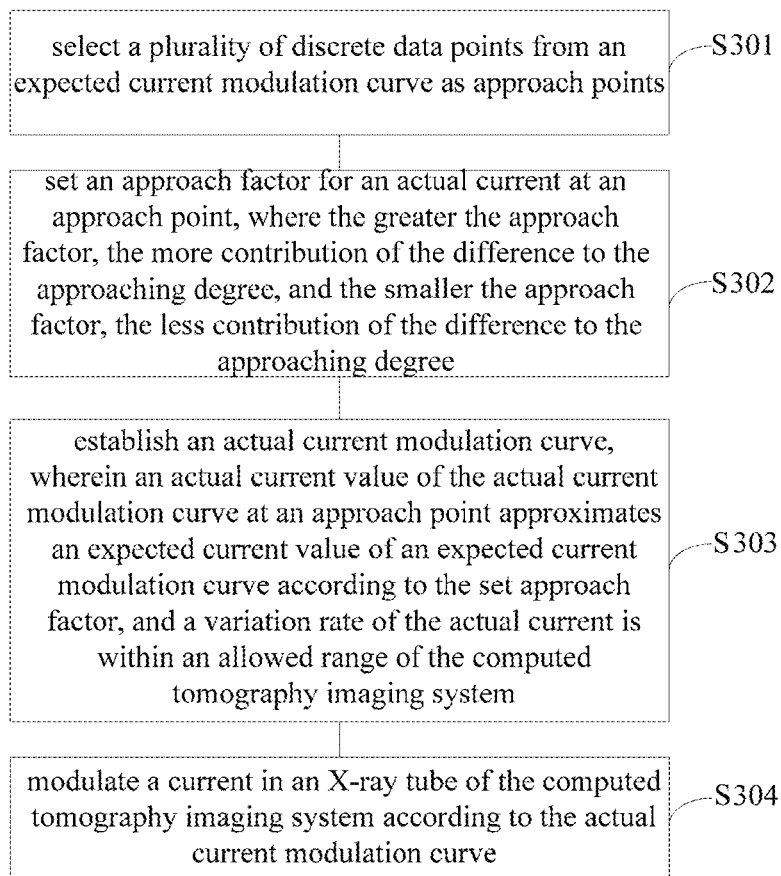 select a plurality of discrete data points from an
expected current modulation curve as approach points
S301
set an approach factor for an actual current at an
approach point, where the greater the approach
factor, the more contribution of the difference to the
approaching degree, and the smaller the approach
factor, the less contribution of the difference to the
approaching degree
S302
establish an actual current modulation curve,
wherein an actual current value of the actual current
modulation curve at an approach point approximates
an expected current value of an expected current
modulation curve according to the set approach
factor, and a variation rate of the actual current is
within an allowed range of the computed
tomography imaging system
S303
modulate a current in an X-ray tube of the computed
tomography imaging system according to the actual
current modulation curve
S304